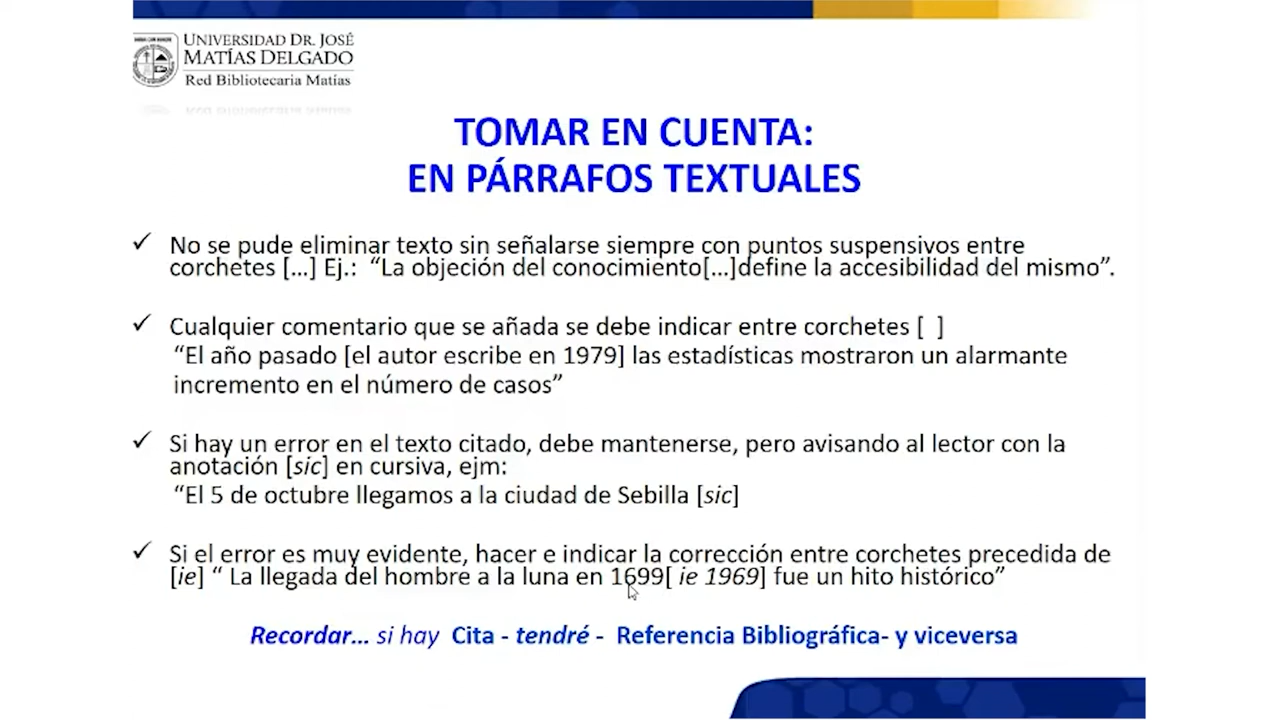 UNIVERSIDAD DR. JOSÉ
MATÍAS DELGADO
Red Bibliotecaria Matías
TOMAR EN CUENTA:
EN PÁRRAFOS TEXTUALES
✓ No se pude eliminar texto sin señalarse siempre con puntos suspensivos entre
corchetes [...] Ej.: “La objeción del conocimiento[...]define la accesibilidad del mismo”.
✓ Cualquier comentario que se añada se debe indicar entre corchetes [ ]
“El año pasado [el autor escribe en 1979] las estadísticas mostraron un alarmante
incremento en el número de casos”
✓ Si hay un error en el texto citado, debe mantenerse, pero avisando al lector con la
anotación [sic] en cursiva, ejm:
“El 5 de octubre llegamos a la ciudad de Sebilla [sic]
✓ Si el error es muy evidente, hacer e indicar la corrección entre corchetes precedida de
[ie] “ La llegada del hombre a la luna en 1699[ ie 1969] fue un hito histórico”
Recordar... si hay Cita - tendré - Referencia Bibliográfica- y viceversa